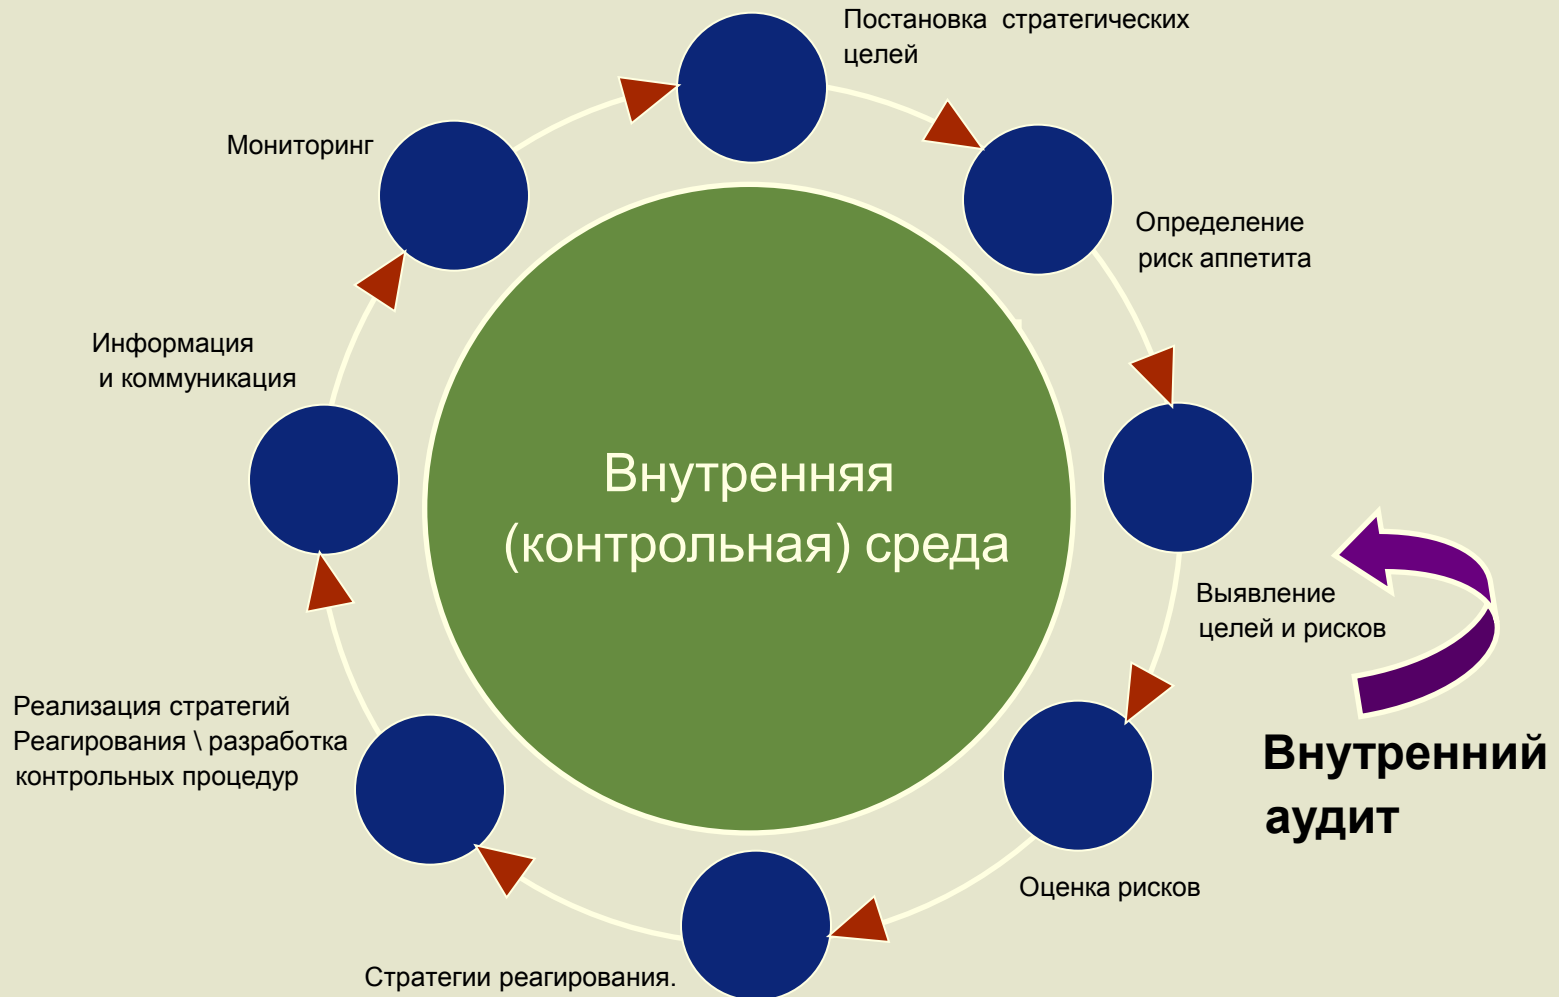 Постановка стратегических
целей
Мониторинг
Определение
риск аппетита
Информация
и коммуникация
Внутренняя
(контрольная) среда
Выявление
целей и рисков
Реализация стратегий
Реагирования \ разработка
контрольных процедур
Внутренний
аудит
Оценка рисков
Стратегии реагирования.